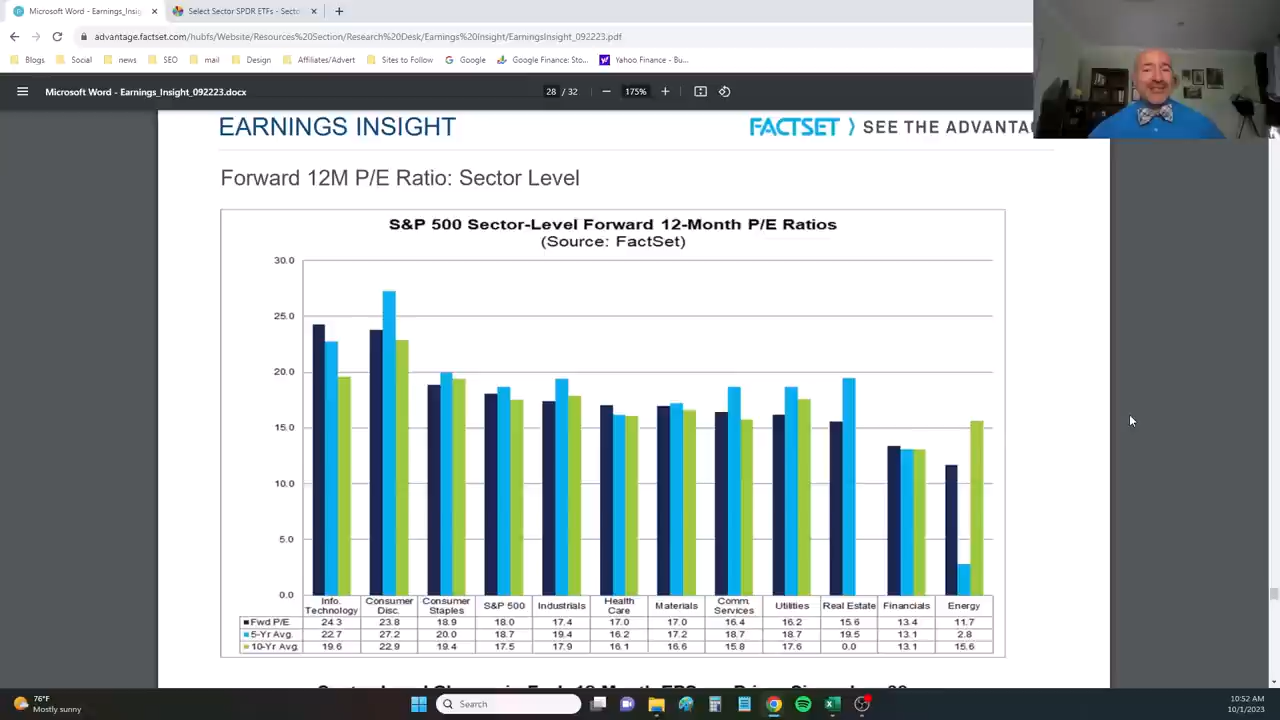 Microsoft Word - Earnings_Insig
Select Sector SPDR ETFs - Secto
advantage.factset.com/hubfs/Website/Resources%20Section/Research%20Desk/Earnings%20Insight/EarningsInsight_092223.pdf
Blogs
Social
news
SEO
mail
Design
Affiliates/Advert
Sites to Follow
Google
Google Finance: Sto...
Yahoo Finance - Bu...
Microsoft Word - Earnings_Insight_092223.docx
28 / 32
175%
EARNINGS INSIGHT
FACTSET ⟩ SEE THE ADVANTA
Forward 12M P/E Ratio: Sector Level
S&P 500 Sector-Level Forward 12-Month P/E Ratios
(Source: FactSet)
30.0
25.0
20.0
15.0
10.0
5.0
0.0
Info. Technology Consumer Disc. Consumer Staples S&P 500 Industrials Health Care Materials Comm. Services Utilities Real Estate Financials Energy
Fwd P/E 24.3 23.8 18.9 18.0 17.4 17.0 17.0 16.4 16.2 15.6 13.4 11.7
5-Yr Avg. 22.7 27.2 20.0 18.7 19.4 16.2 17.2 18.7 18.7 19.5 13.1 2.8
10-Yr Avg. 19.6 22.9 19.4 17.5 17.9 16.1 16.6 15.8 17.6 0.0 13.1 15.6
76°F
Mostly sunny
Search
10:52 AM
10/1/2023